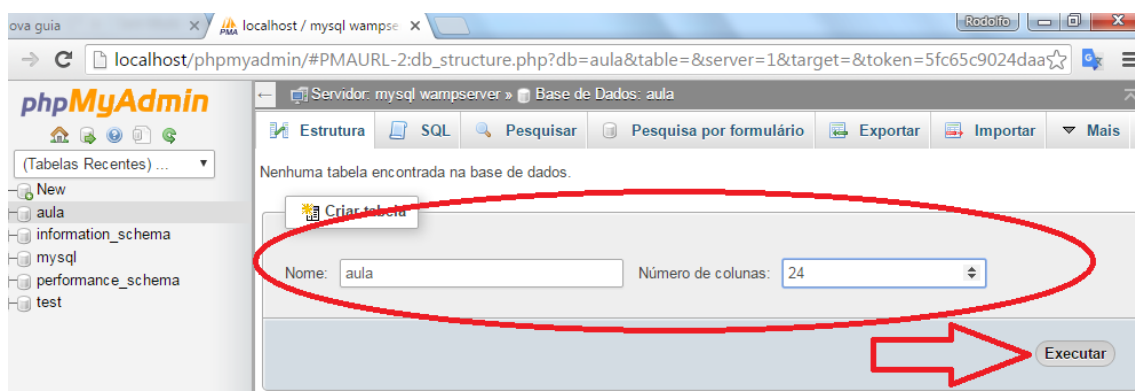 ova guia
localhost / mysql wampse
Rodolfo
localhost/phpmyadmin/#PMAURL-2:db_structure.php?db=aula&table=&server=1&target=&token=5fc65c9024daa
phpMyAdmin
(Tabelas Recentes) ...
New
aula
information_schema
mysql
performance_schema
test
Servidor: mysql wampserver » Base de Dados: aula
Estrutura SQL Pesquisar Pesquisa por formulário Exportar Importar Mais
Nenhuma tabela encontrada na base de dados.
Criar tabela
Nome: aula Número de colunas: 24
Executar